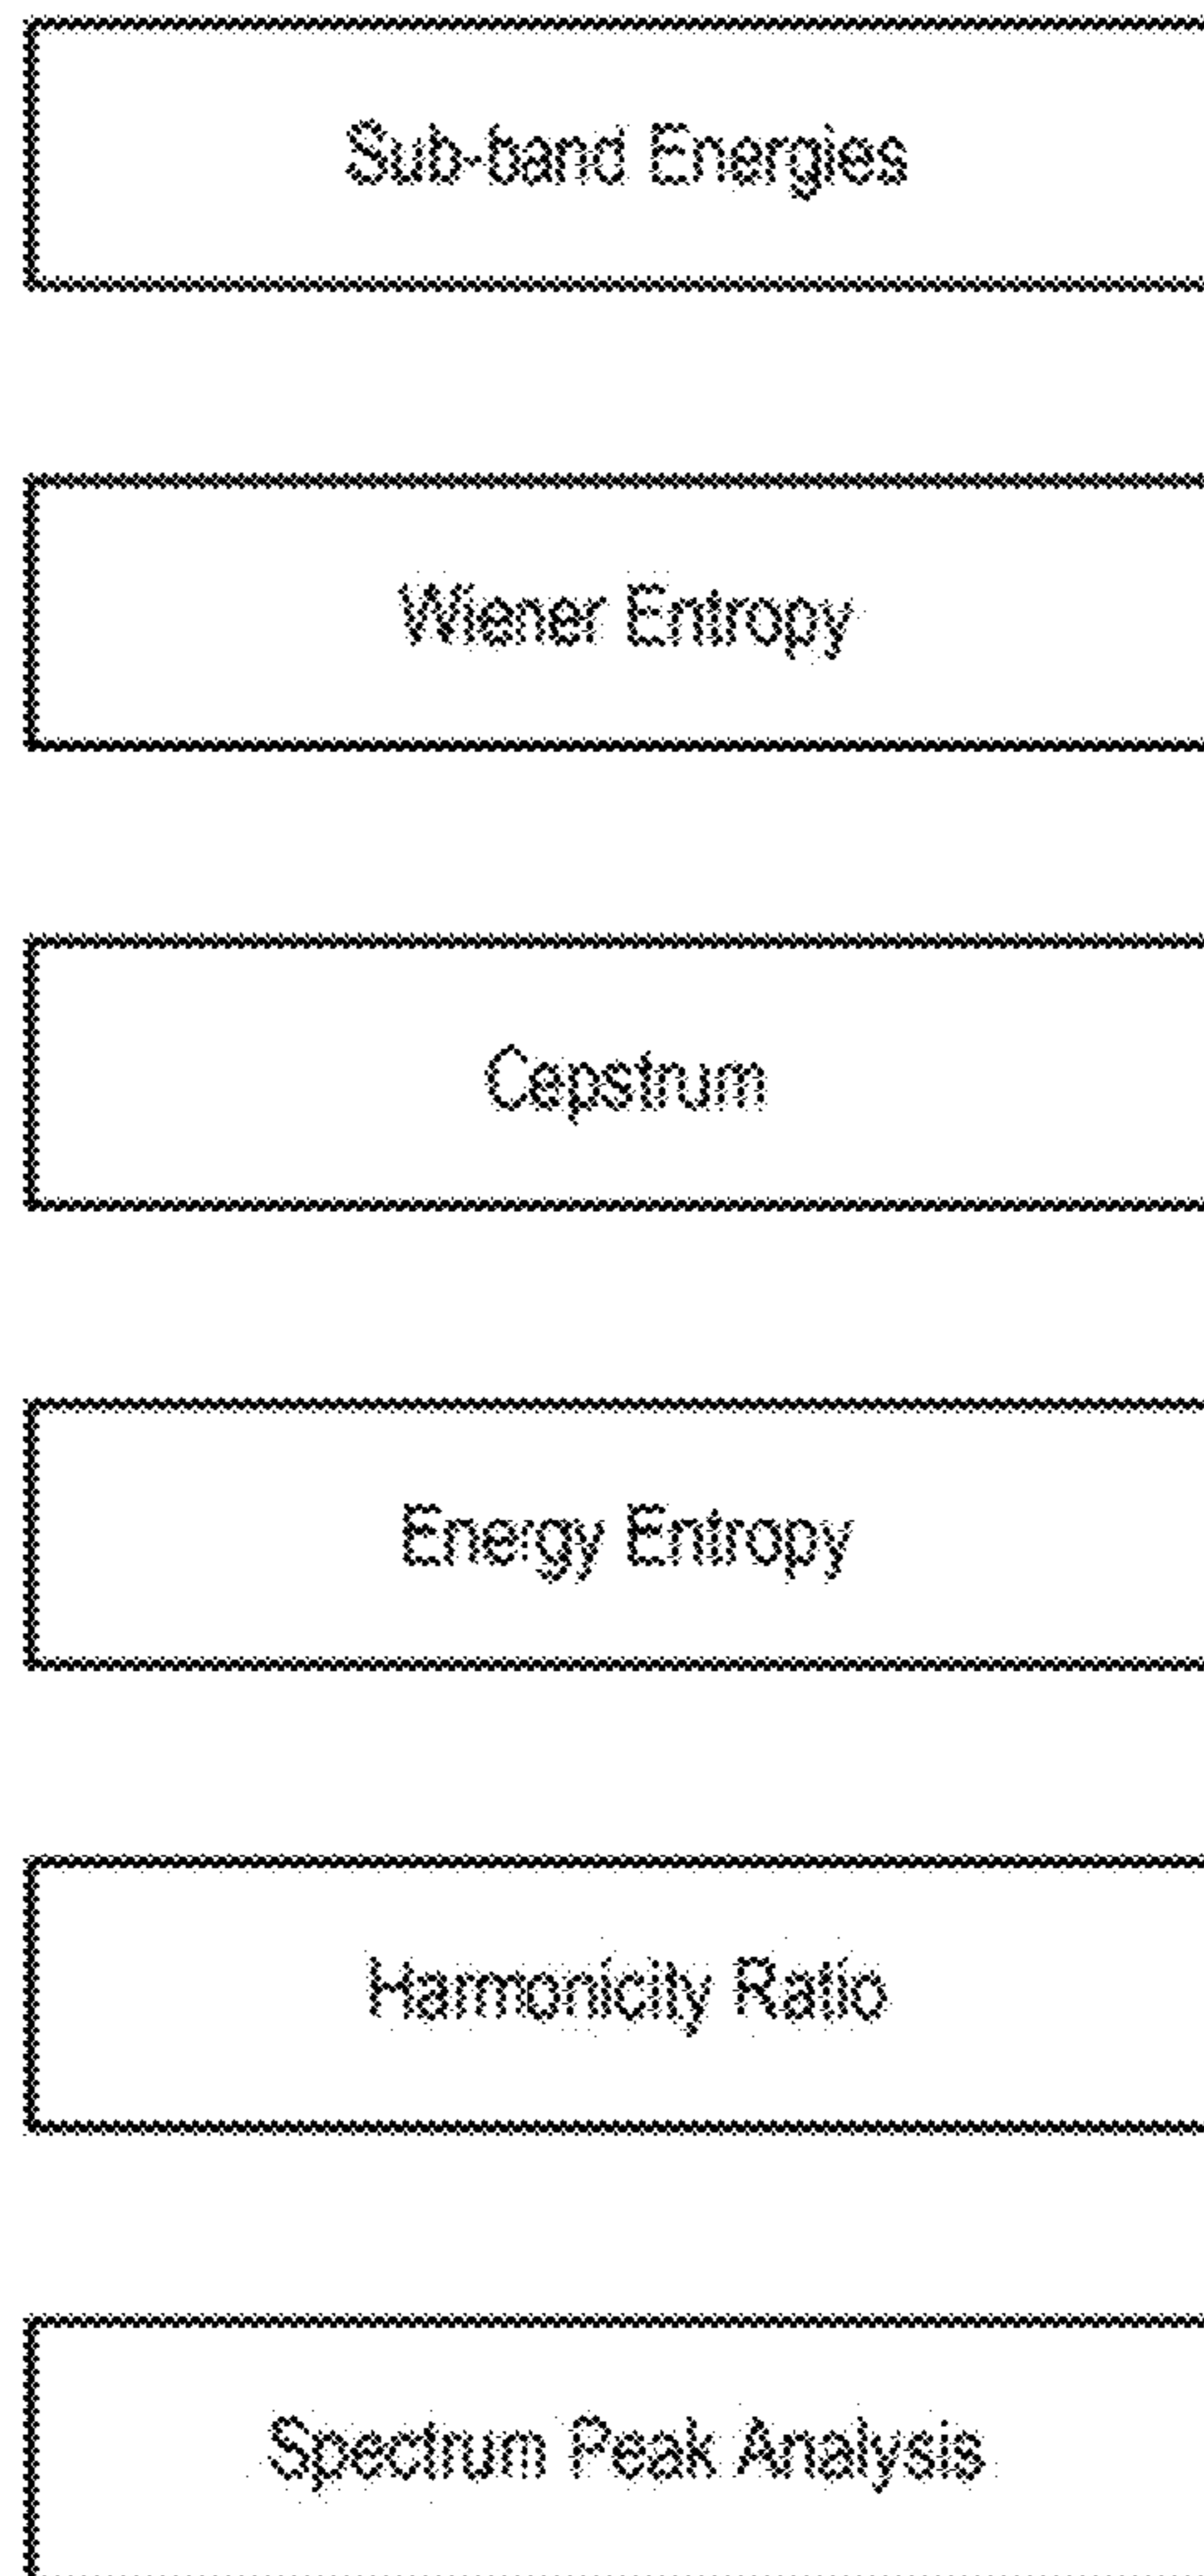 Sub-band Energies
Wiener Entropy
Cepstrum
Energy Entropy
Harmonicity Ratio
Spectrum Peak Analysis